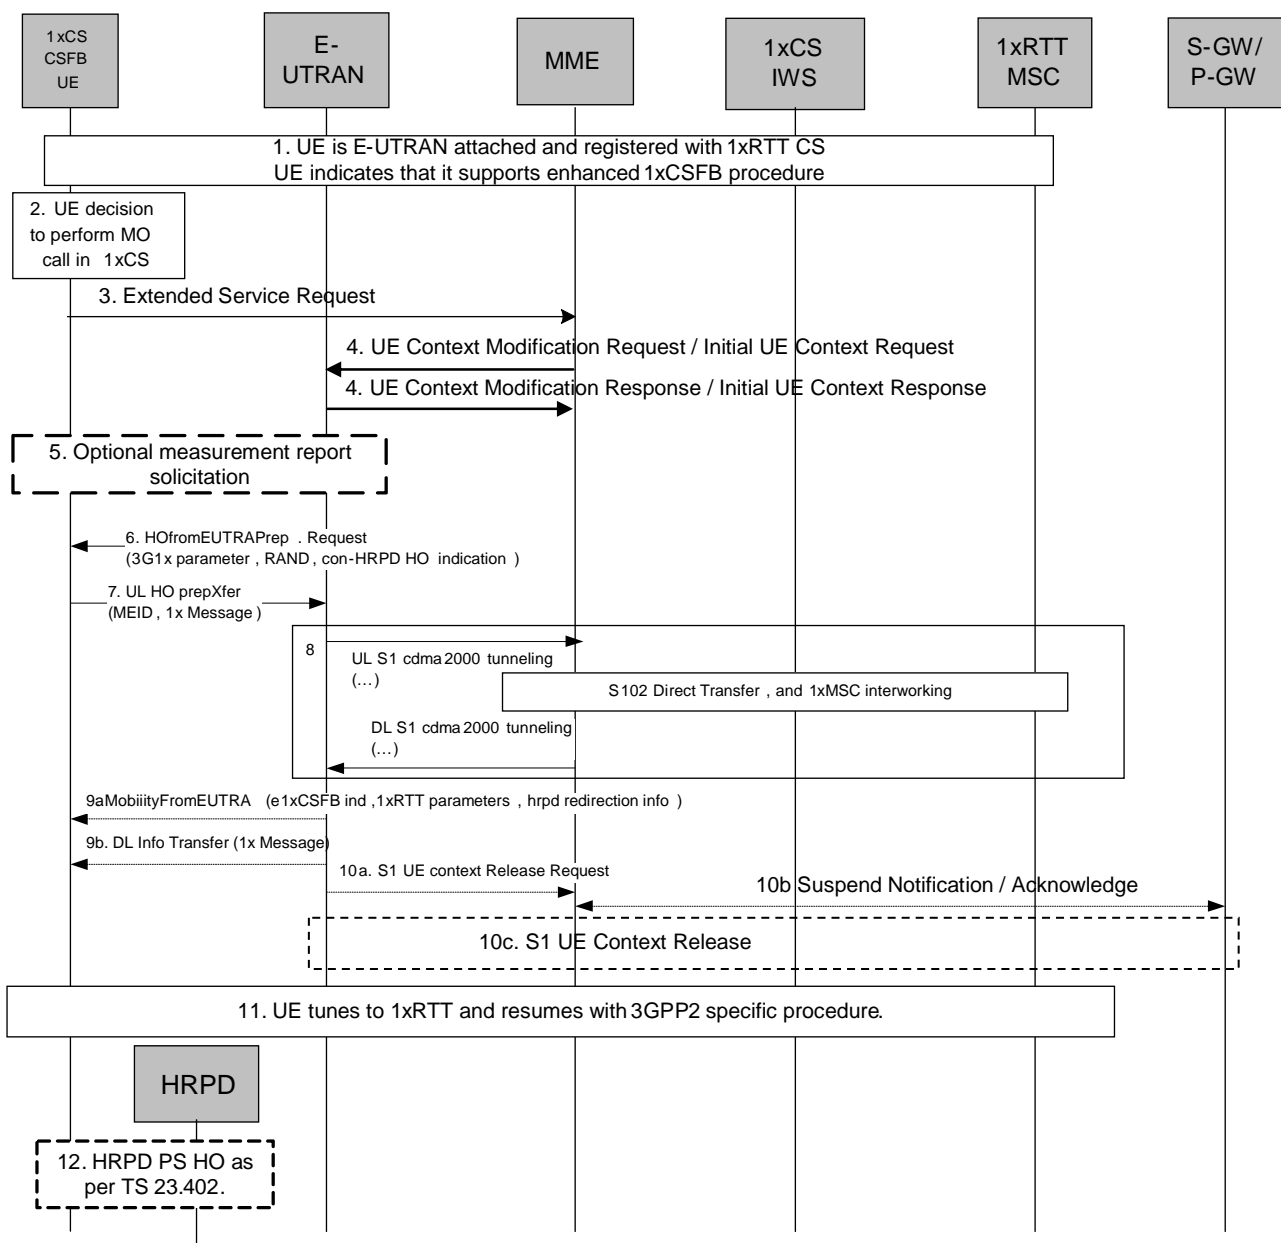 1xCS
CSFB
UE
E-
UTRAN
MME
1xCS
IWS
1xRTT
MSC
S-GW/
P-GW
1. UE is E-UTRAN attached and registered with 1xRTT CS
UE indicates that it supports enhanced 1xCSFB procedure
2. UE decision
to perform MO
call in 1xCS
3. Extended Service Request
4. UE Context Modification Request / Initial UE Context Request
4. UE Context Modification Response / Initial UE Context Response
5. Optional measurement report
solicitation
6. HOfromEUTRAPrep . Request
(3G1x parameter , RAND , con-HRPD HO indication )
7. UL HO prepXfer
(MEID , 1x Message )
8
UL S1 cdma2000 tunneling
(...)
S102 Direct Transfer , and 1xMSC interworking
DL S1 cdma2000 tunneling
(...)
9aMobiiityFromEUTRA (e1xCSFB ind ,1xRTT parameters , hrpd redirection info )
9b. DL Info Transfer (1x Message)
10a. S1 UE context Release Request
10b Suspend Notification / Acknowledge
10c. S1 UE Context Release
11. UE tunes to 1xRTT and resumes with 3GPP2 specific procedure.
HRPD
12. HRPD PS HO as
per TS 23.402.